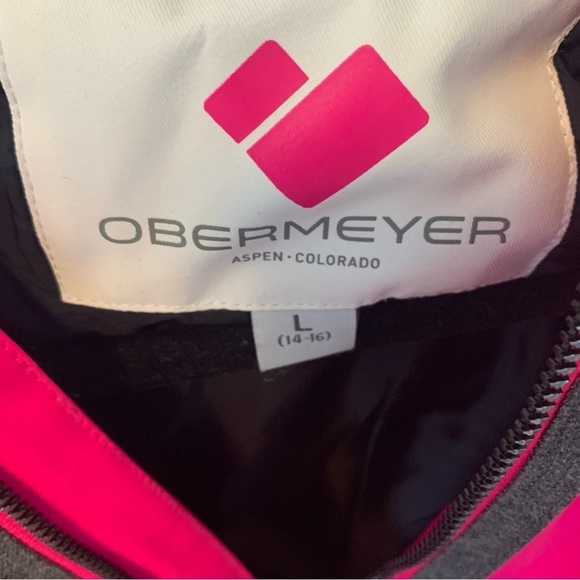 OBERMEYER
ASPEN • COLORADO
L
(14-16)